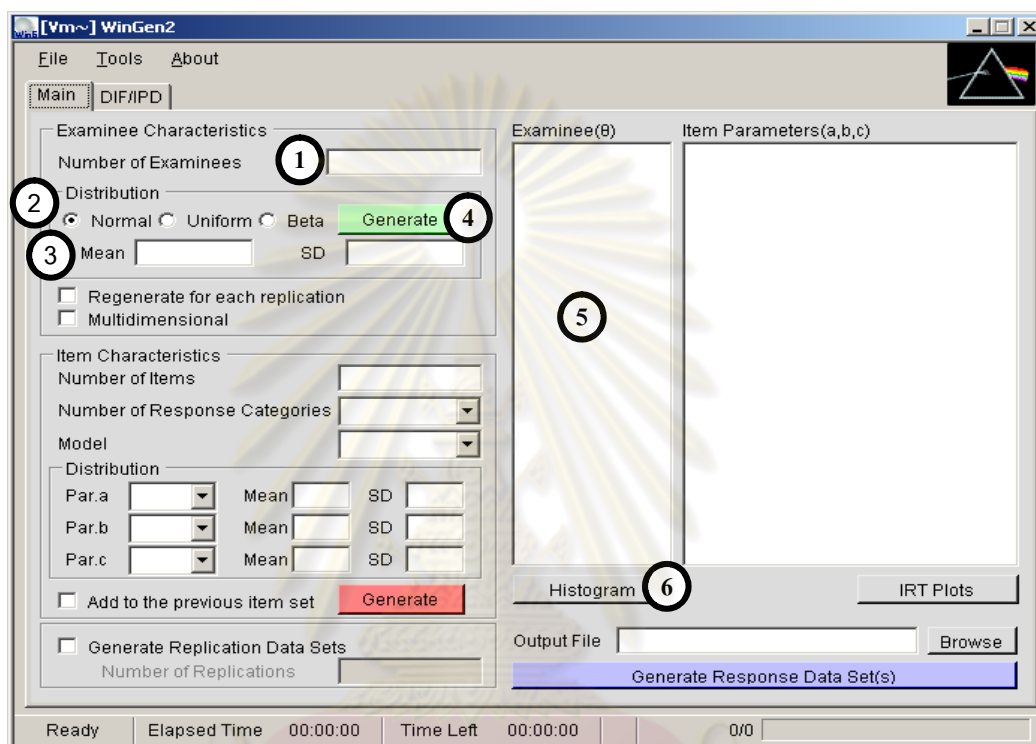 [∀m~] WinGen2
File Tools About
Main DIF/IPD
Examinee Characteristics
Number of Examinees 1
2
Distribution
Normal Uniform Beta Generate 4
3 Mean SD
Regenerate for each replication
Multidimensional
Item Characteristics
Number of Items
Number of Response Categories
Model
Distribution
Par.a Mean SD
Par.b Mean SD
Par.c Mean SD
Add to the previous item set Generate
Generate Replication Data Sets
Number of Replications
Examinee(θ) Item Parameters(a,b,c)
5
Histogram 6 IRT Plots
Output File Browse
Generate Response Data Set(s)
Ready Elapsed Time 00:00:00 Time Left 00:00:00 0/0